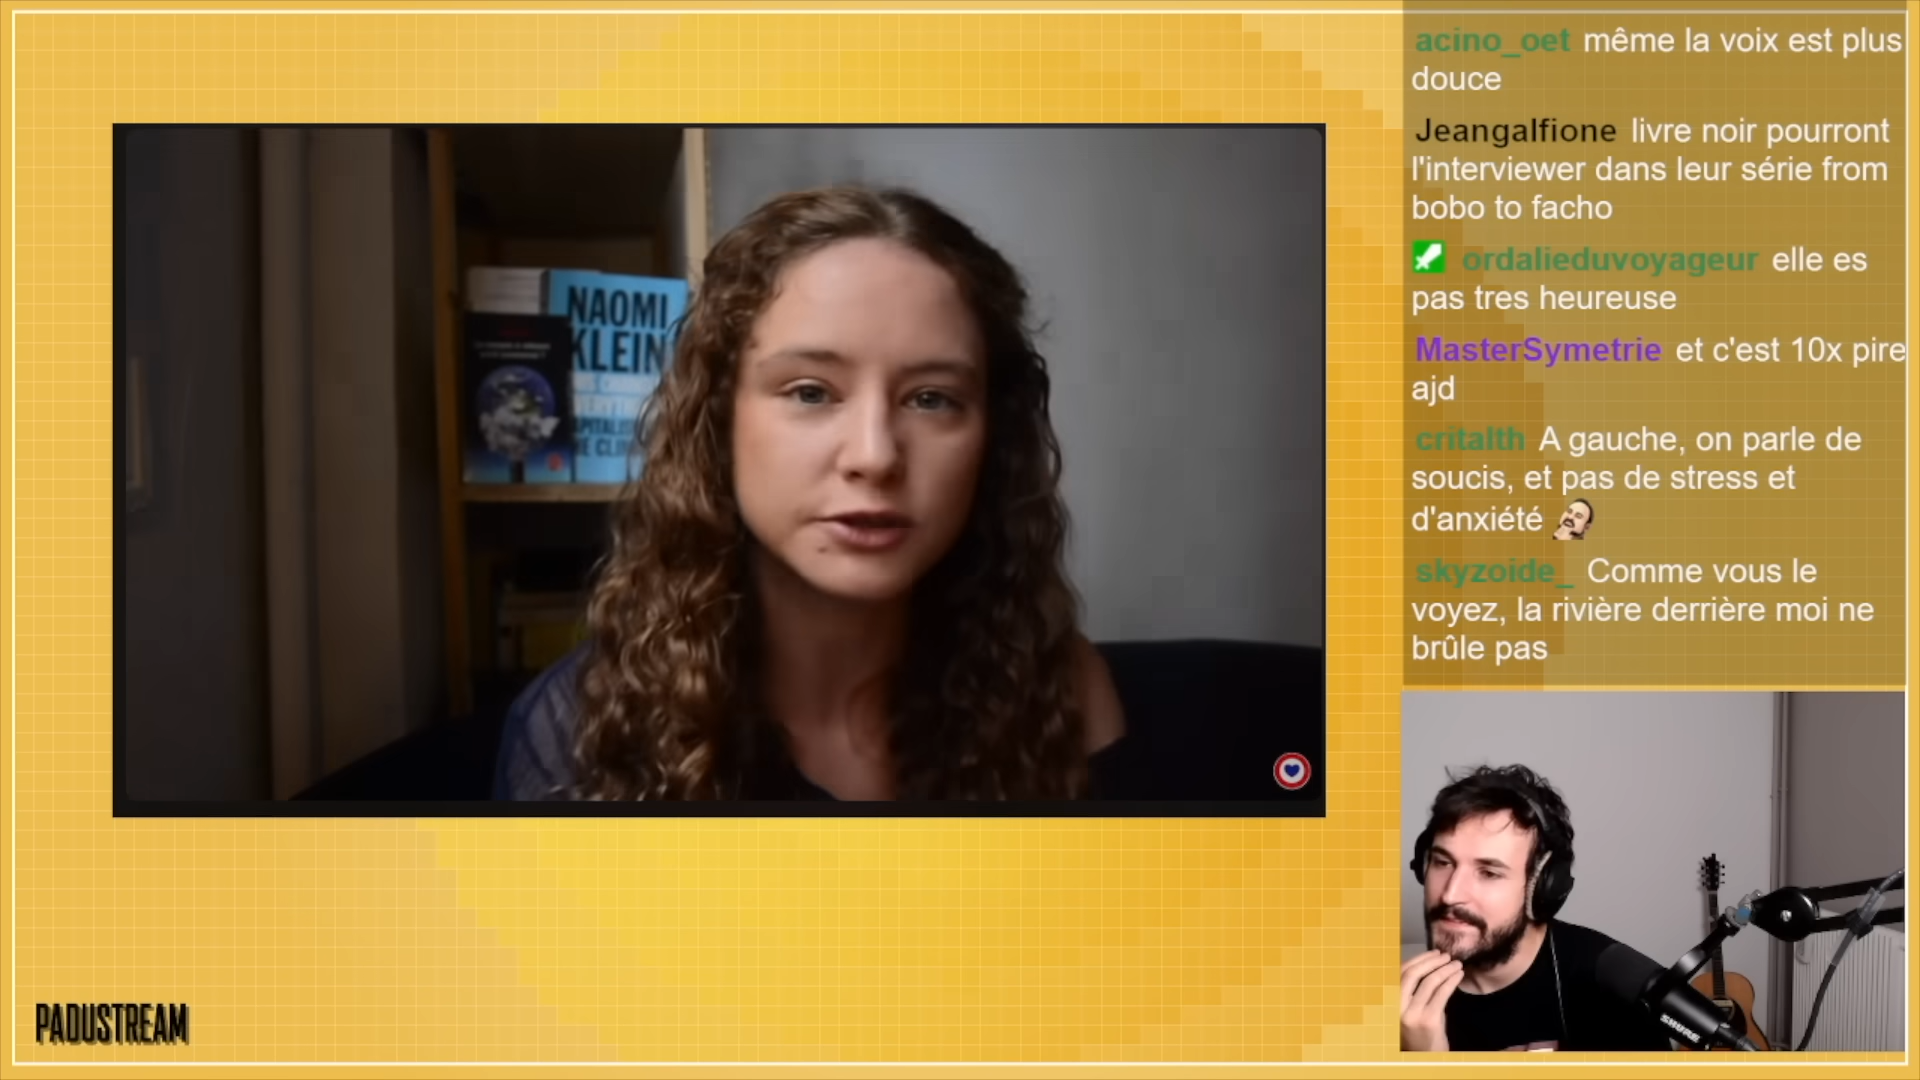 acino_oet même la voix est plus
douce
Jeangalfione livre noir pourront
l'interviewer dans leur série from
bobo to facho
ordalieduvoyageur elle es
pas tres heureuse
MasterSymetrie et c'est 10x pire
ajd
critalth A gauche, on parle de
soucis, et pas de stress et
d'anxiété
skyzoide_ Comme vous le
voyez, la rivière derrière moi ne
brûle pas
NAOMI
KLEIN
PADUSTREAM
SHURE